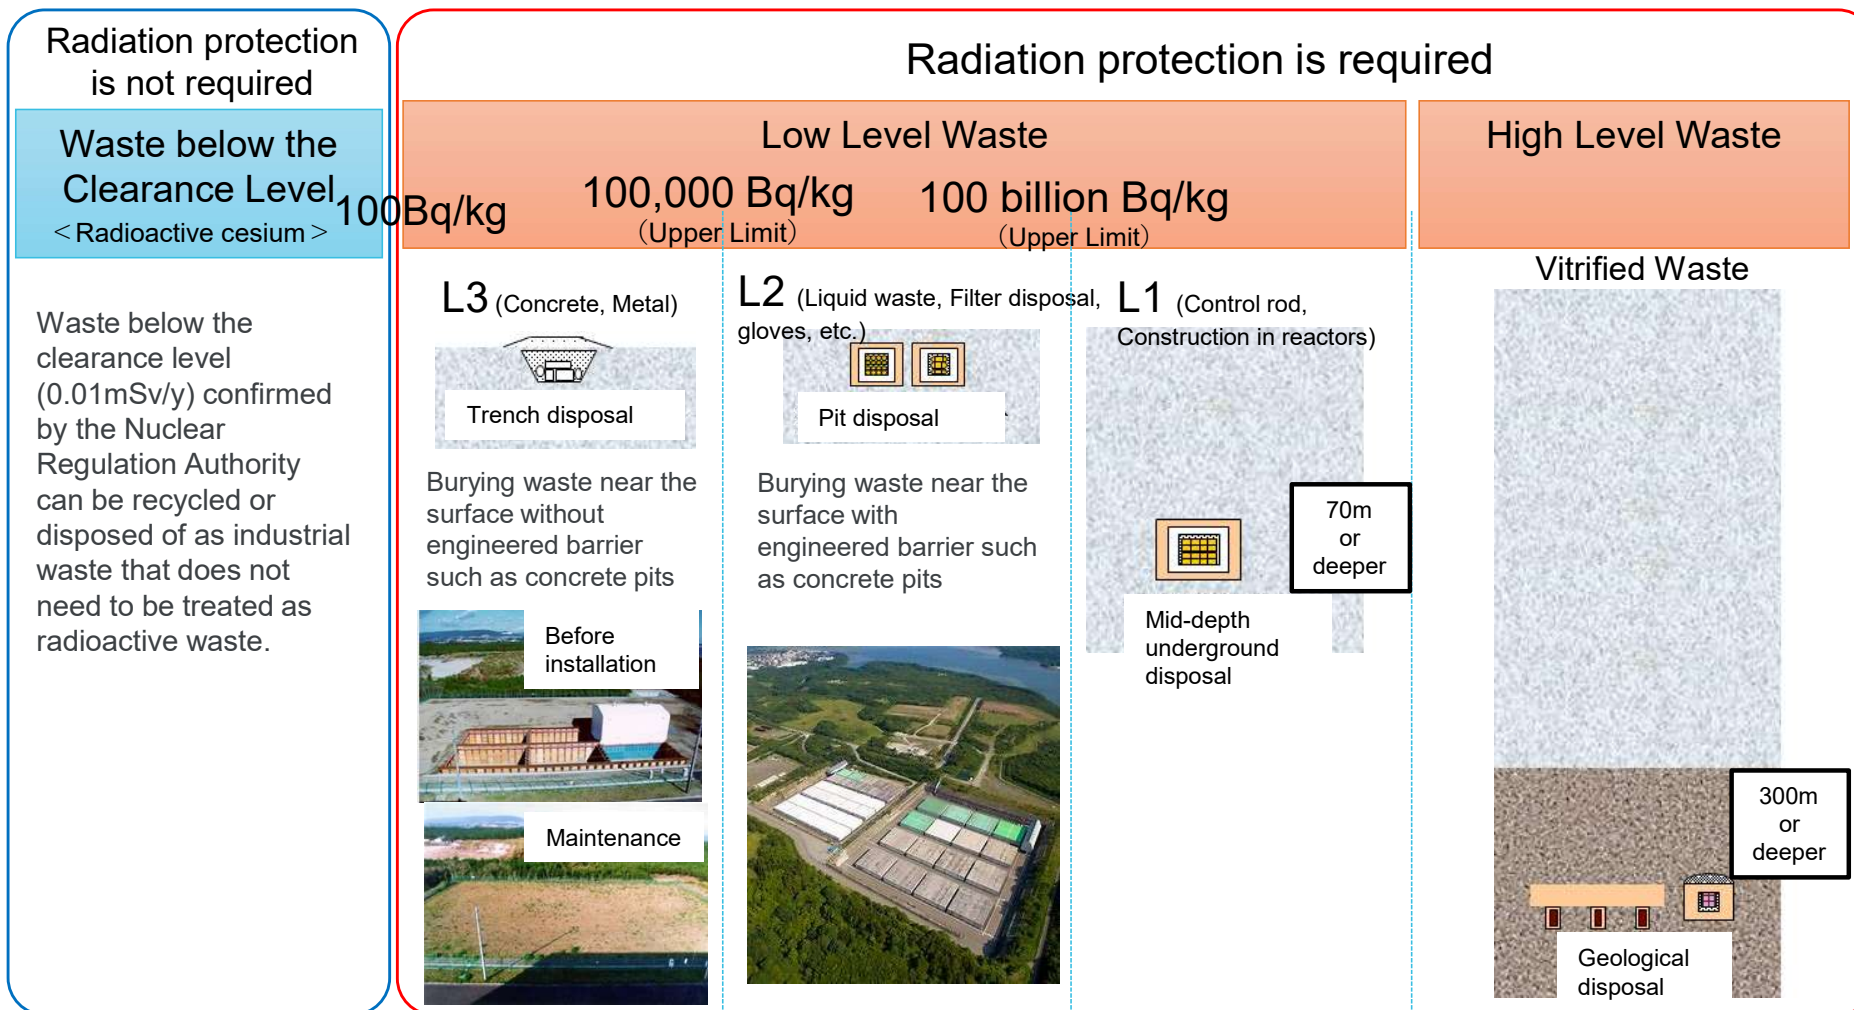 Radiation protection
is not required
Waste below the
Clearance Level
＜Radioactive cesium＞
Waste below the
clearance level
(0.01mSv/y) confirmed
by the Nuclear
Regulation Authority
can be recycled or
disposed of as industrial
waste that does not
need to be treated as
radioactive waste.
Radiation protection is required
Low Level Waste
100Bq/kg
100,000 Bq/kg
（Upper Limit）
100 billion Bq/kg
（Upper Limit）
High Level Waste
L3 (Concrete, Metal)
Trench disposal
Burying waste near the
surface without
engineered barrier
such as concrete pits
Before
installation
Maintenance
L2 (Liquid waste, Filter disposal,
gloves, etc.)
Pit disposal
Burying waste near the
surface with
engineered barrier such
as concrete pits
L1 (Control rod,
Construction in reactors)
70m
or
deeper
Mid-depth
underground
disposal
Vitrified Waste
300m
or
deeper
Geological
disposal